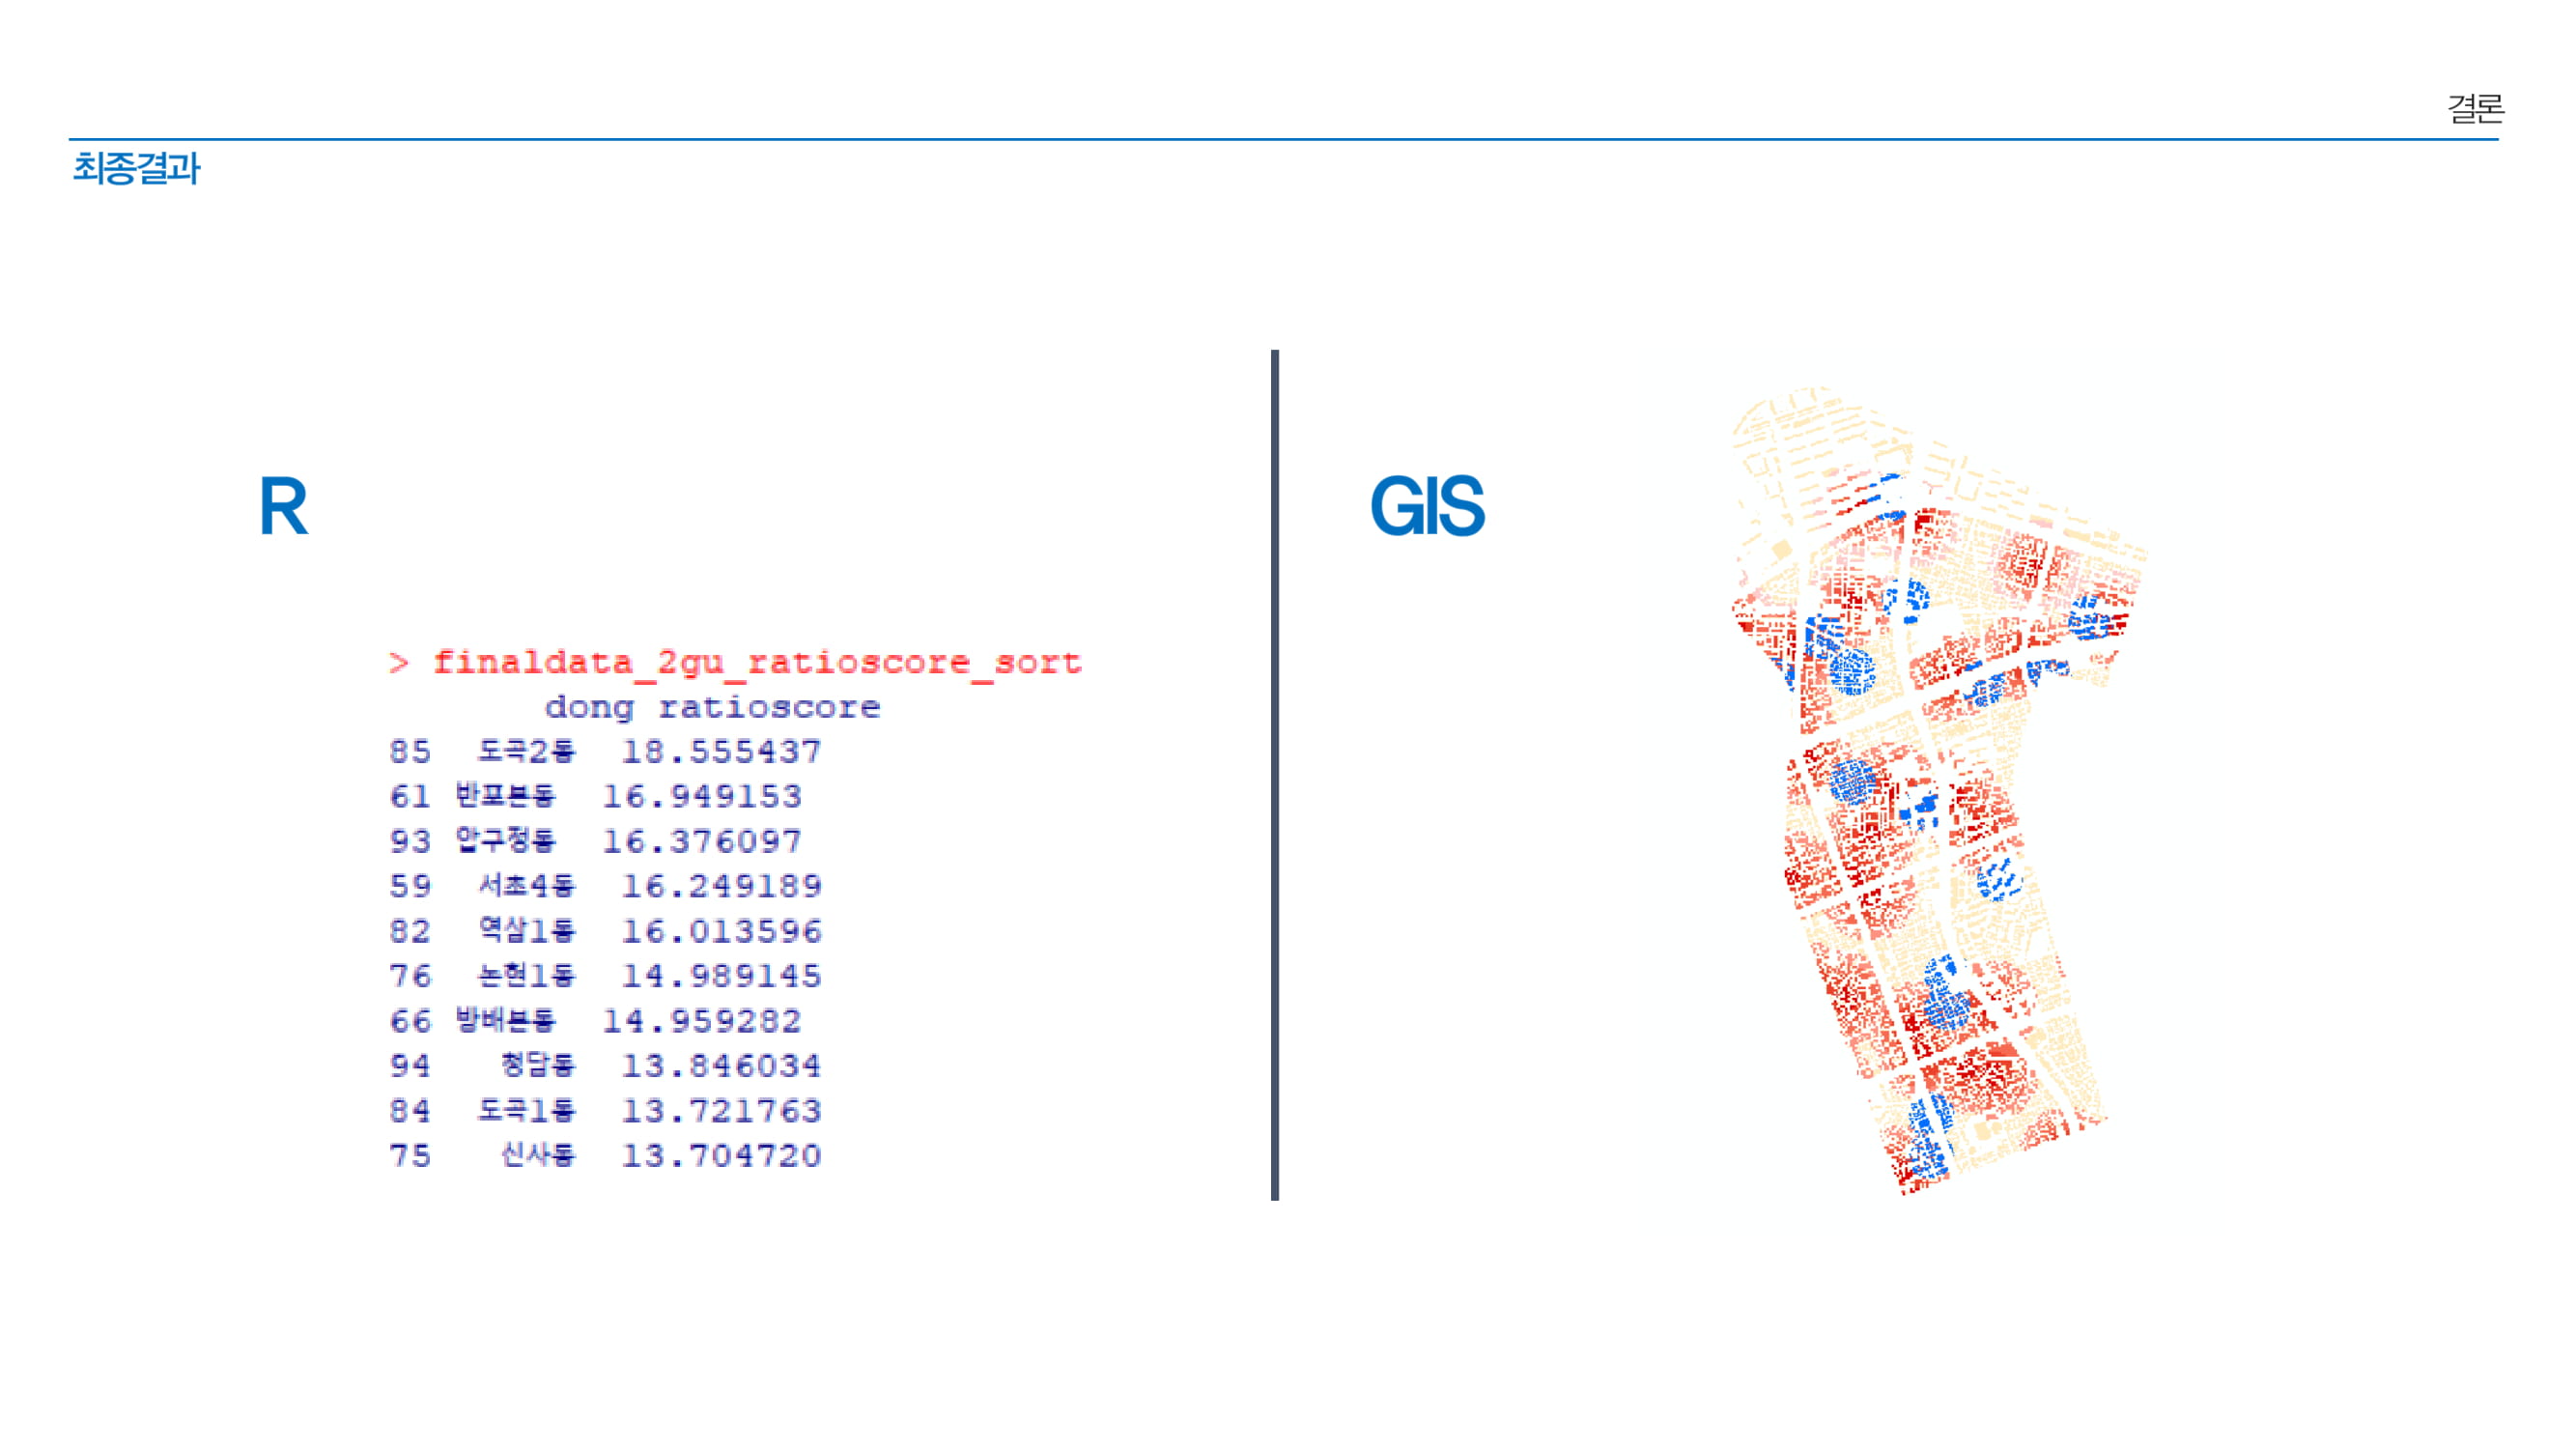 결론
최종결과
R
> finaldata_2gu_ratioscore_sort
dong ratioscore
85 도곡2동 18.555437
61 반포본동 16.949153
93 압구정동 16.376097
59 서초4동 16.249189
82 역삼1동 16.013596
76 논현1동 14.989145
66 방배본동 14.959282
94 청담동 13.846034
84 도곡1동 13.721763
75 신사동 13.704720
GIS